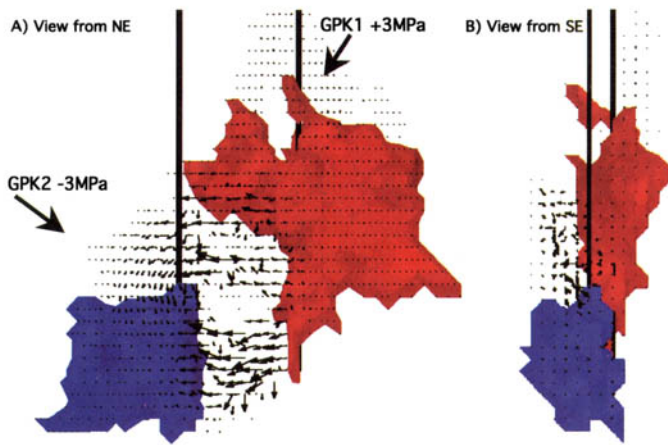 A) View from NE
GPK1 +3MPa
B) View from SE
GPK2 -3MPa